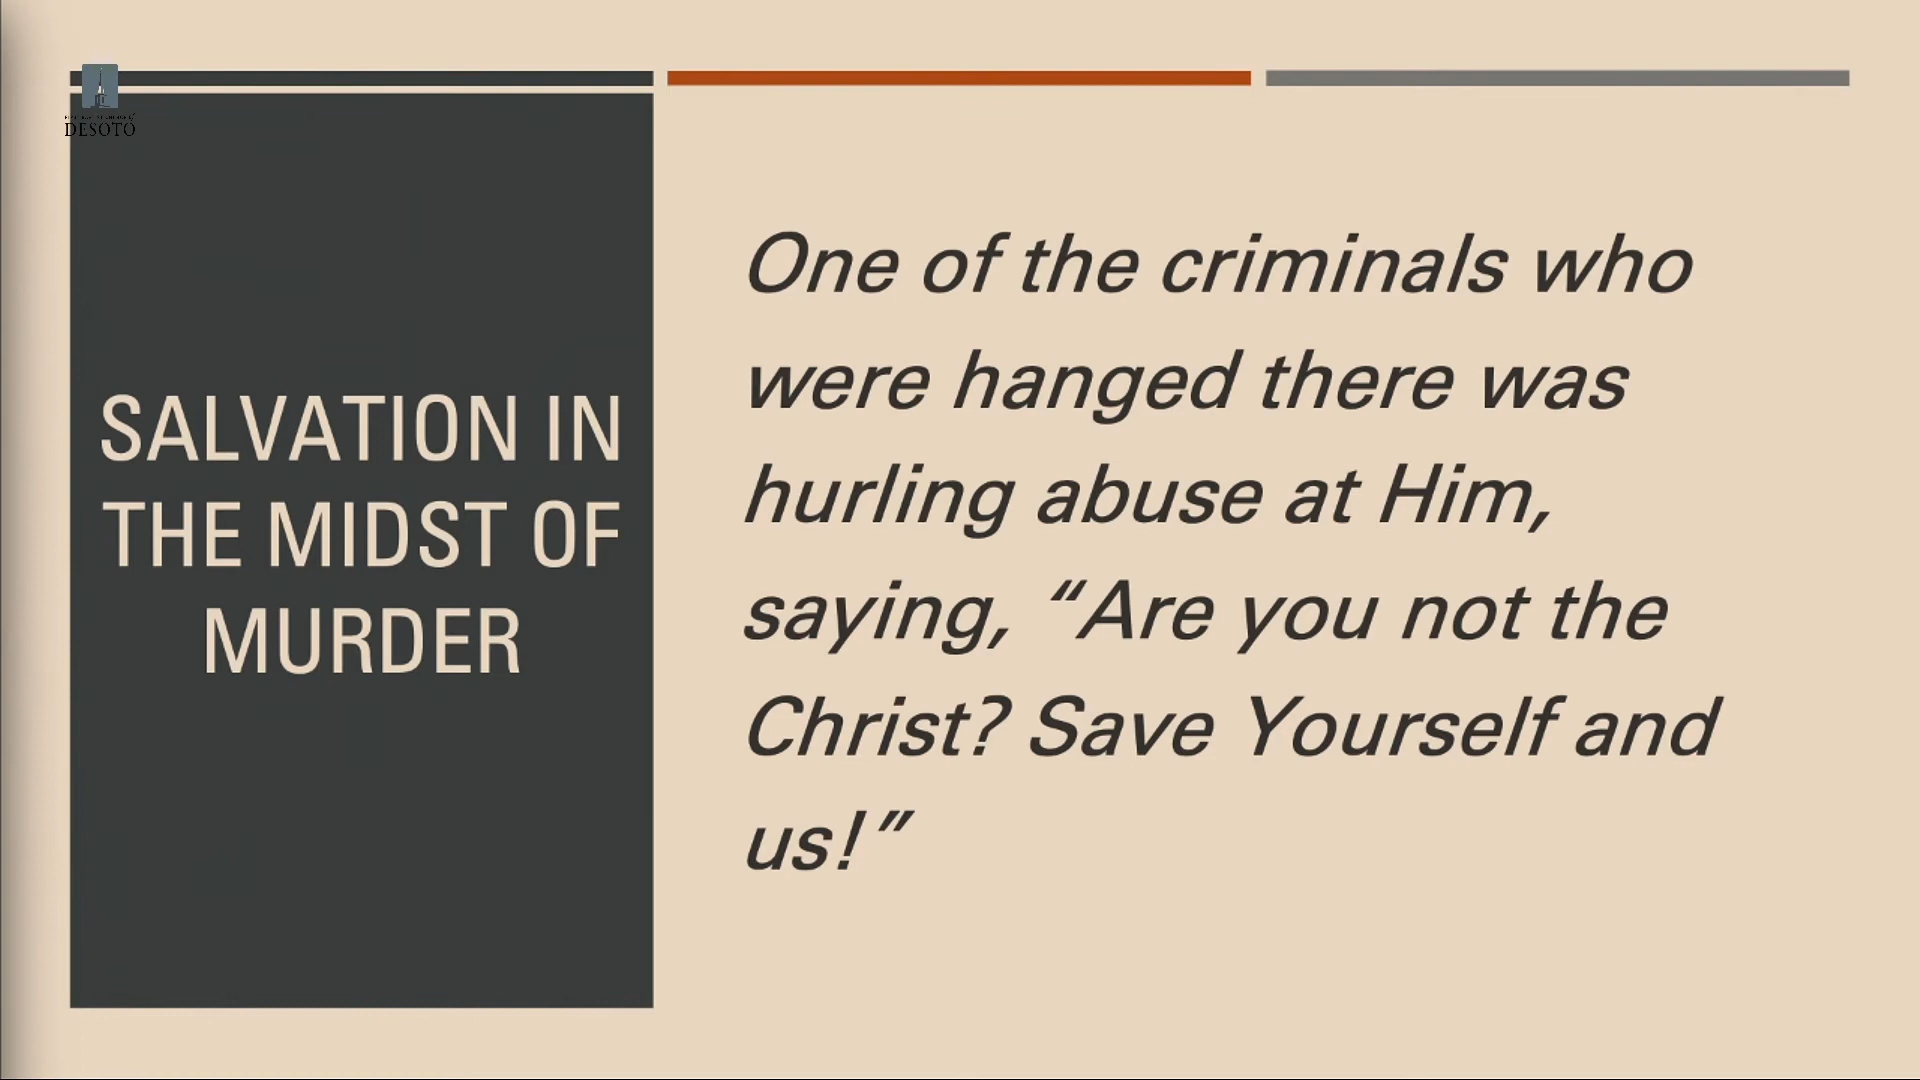 DESOTO
SALVATION IN
THE MIDST OF
MURDER
One of the criminals who
were hanged there was
hurling abuse at Him,
saying, “Are you not the
Christ? Save Yourself and
us!”